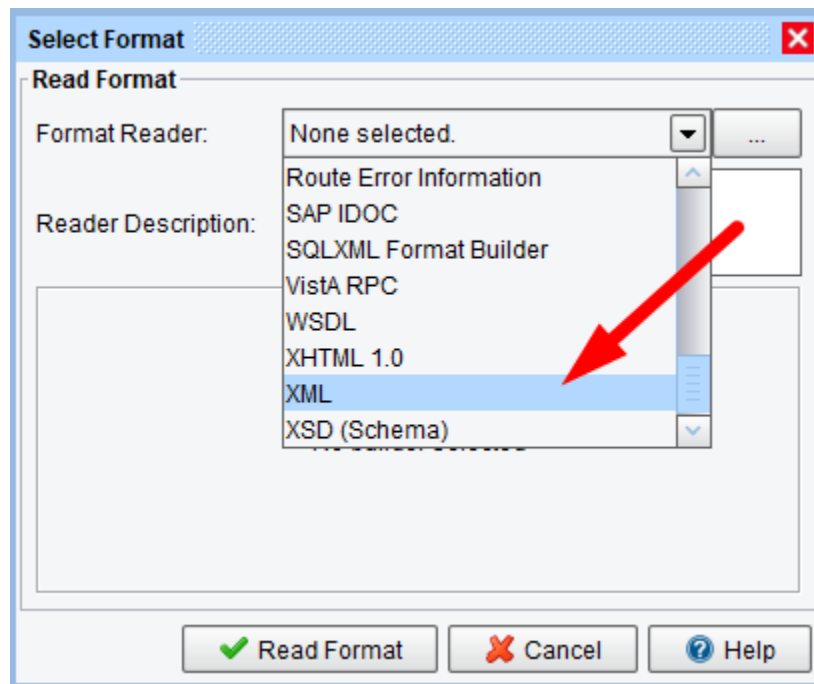 Select Format
Read Format
Format Reader: None selected. ...
Route Error Information
SAP IDOC
Reader Description:
SQLXML Format Builder
VistA RPC
WSDL
XHTML 1.0
XML
XSD (Schema)
Read Format Cancel Help